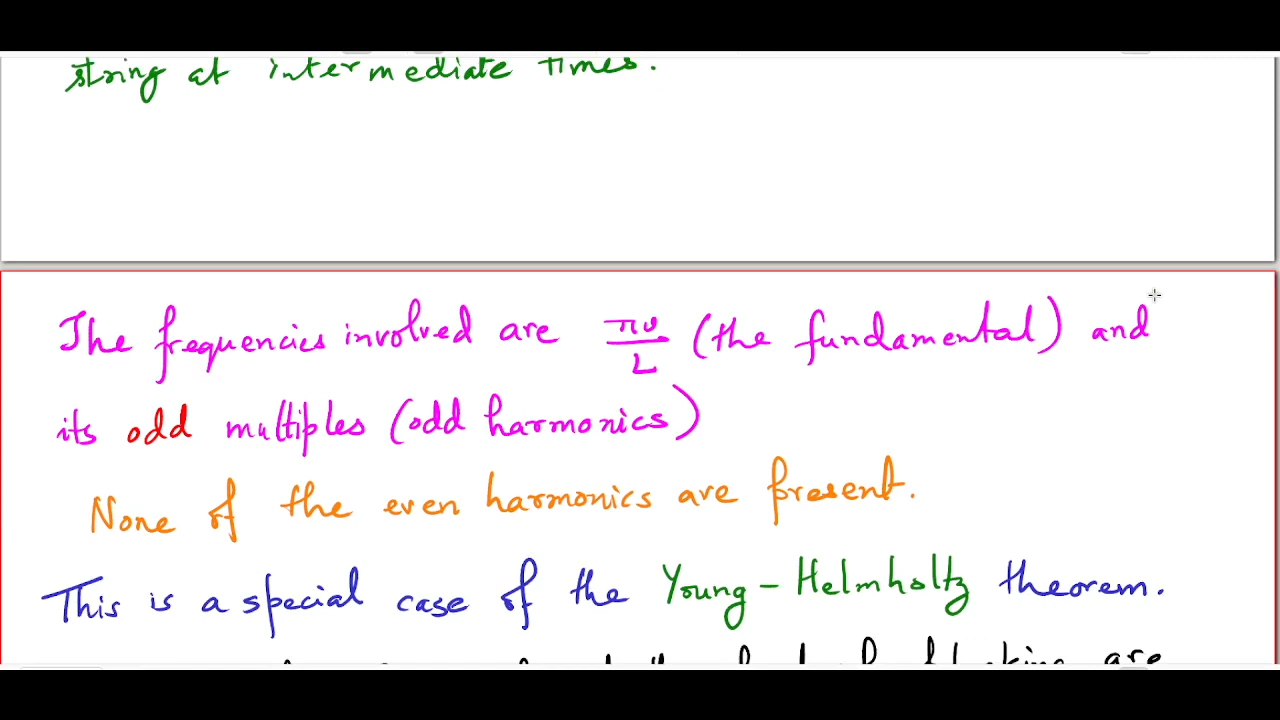 string at intermediate times.
The frequencies involved are πv/L (the fundamental) and
its odd multiples (odd harmonics)
None of the even harmonics are present.
This is a special case of the Young-Helmholtz theorem.
are